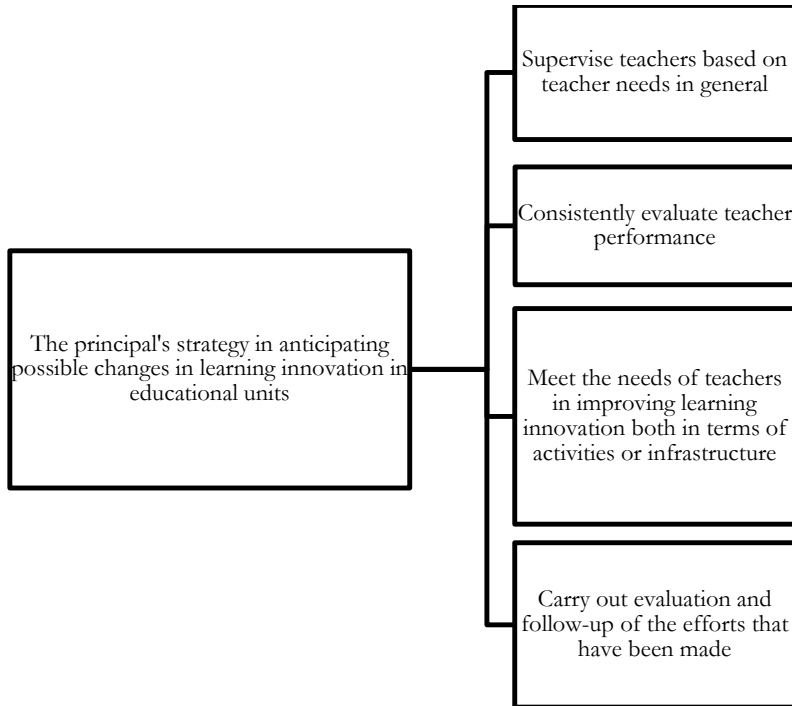 Supervise teachers based on
teacher needs in general
Consistently evaluate teacher
performance
The principal's strategy in anticipating
possible changes in learning innovation in
educational units
Meet the needs of teachers
in improving learning
innovation both in terms of
activities or infrastructure
Carry out evaluation and
follow-up of the efforts that
have been made